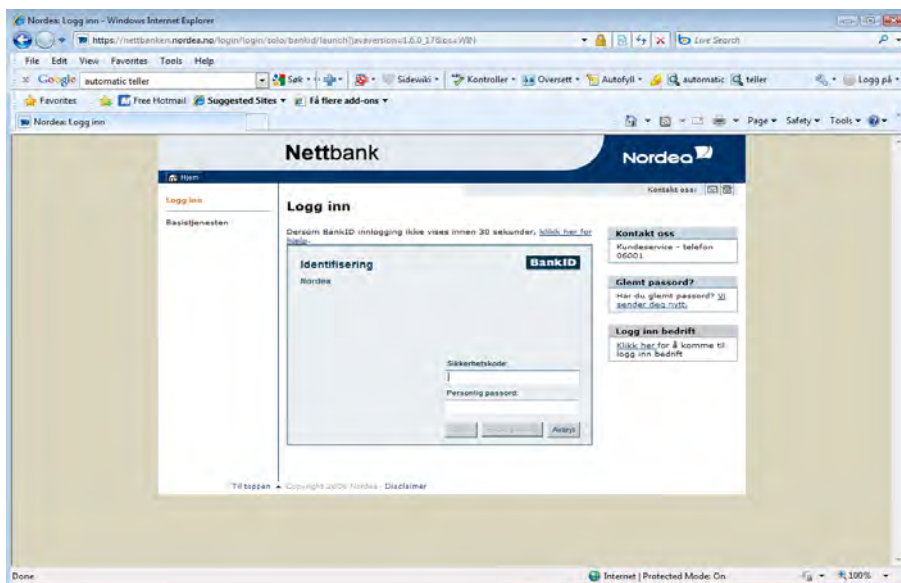 Nordea: Logg inn - Windows Internet Explorer
https://nettbanken.nordea.no/login/login/solo/bankid/launch?javaversion=1.6.0_17&os=WIN
Live Search
File Edit View Favorites Tools Help
Google automatic teller Søk Sidewiki Kontroller Oversett Autofyll automatic teller Logg på
Favorites Free Hotmail Suggested Sites Få flere add-ons
Nordea: Logg inn Page Safety Tools
Nettbank Nordea
Hjem
Kontakt oss:
Logg inn
Basistjenesten
Logg inn
Dersom BankID innlogging ikke vises innen 30 sekunder, klikk her for
hjelp.
Identifisering BankID
Nordea
Sikkerhetskode:
Personlig passord:
Avbryt
Kontakt oss
Kundeservice - telefon
06001
Glemt passord?
Har du glemt passord? Vi
sender deg nytt.
Logg inn bedrift
Klikk her for å komme til
logg inn bedrift
Til toppen Copyright Nordea - Disclaimer
Done Internet | Protected Mode: On 100%